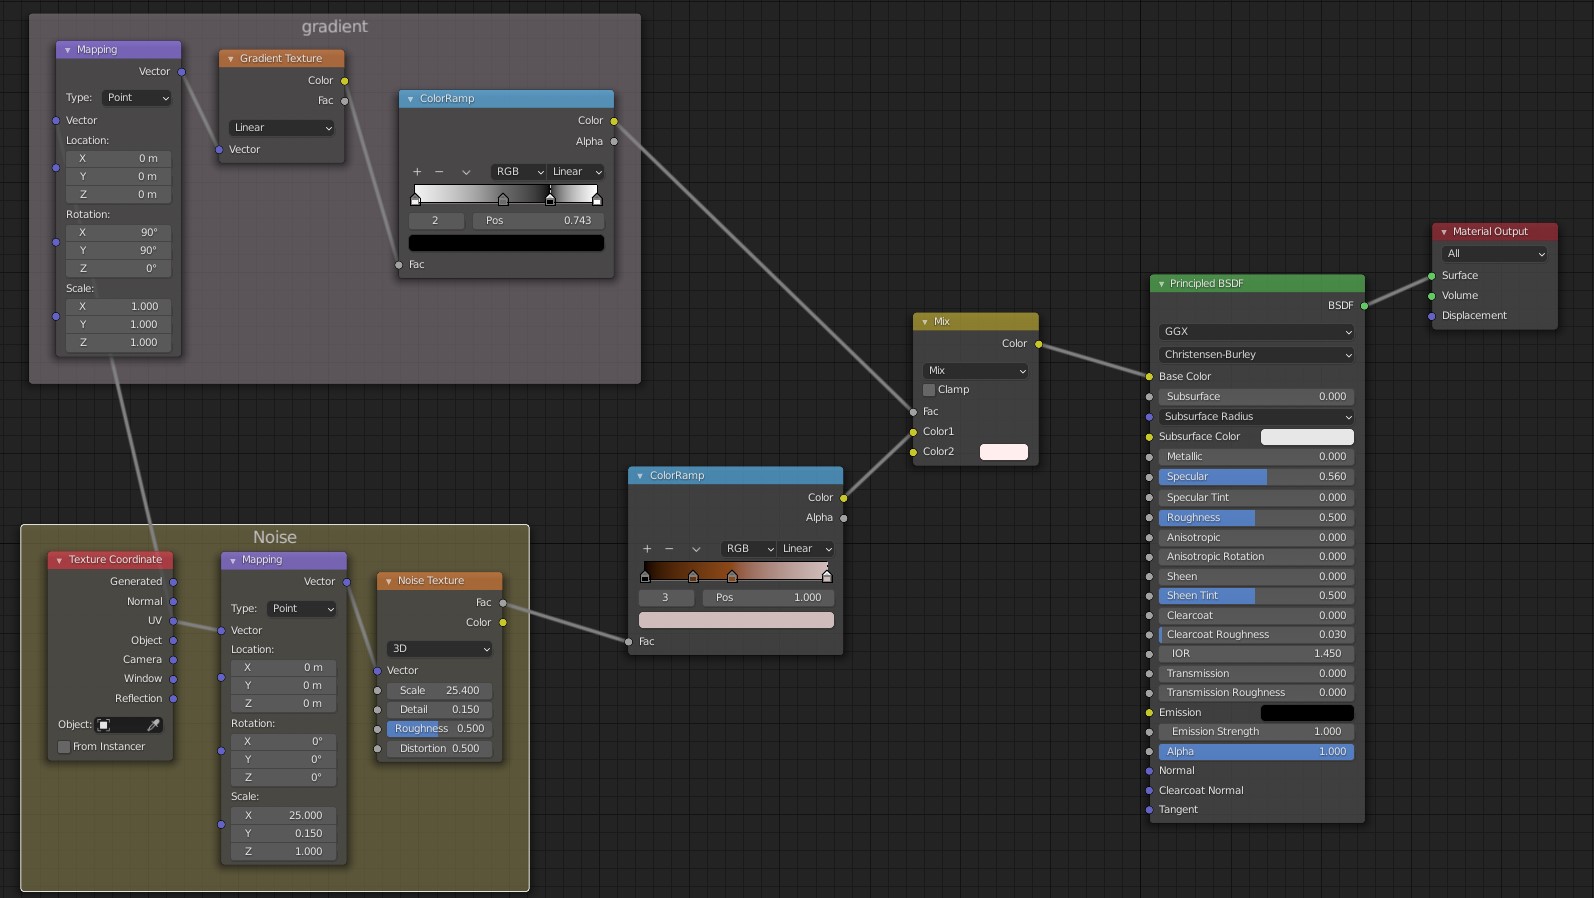 gradient
Mapping
Vector
Type: Point
Vector
Location:
X 0 m
Y 0 m
Z 0 m
Rotation:
X 90°
Y 90°
Z 0°
Scale:
X 1.000
Y 1.000
Z 1.000
Gradient Texture
Color
Fac
Linear
Vector
ColorRamp
Color
Alpha
+ − RGB Linear
2 Pos 0.743
Fac
Noise
Texture Coordinate
Generated
Normal
UV
Object
Camera
Window
Reflection
Object:
From Instancer
Mapping
Vector
Type: Point
Vector
Location:
X 0 m
Y 0 m
Z 0 m
Rotation:
X 0°
Y 0°
Z 0°
Scale:
X 25.000
Y 0.150
Z 1.000
Noise Texture
Fac
Color
3D
Vector
Scale 25.400
Detail 0.150
Roughness 0.500
Distortion 0.500
ColorRamp
Color
Alpha
+ − RGB Linear
3 Pos 1.000
Fac
Mix
Color
Mix
Clamp
Fac
Color1
Color2
Principled BSDF
BSDF
GGX
Christensen-Burley
Base Color
Subsurface 0.000
Subsurface Radius
Subsurface Color
Metallic 0.000
Specular 0.560
Specular Tint 0.000
Roughness 0.500
Anisotropic 0.000
Anisotropic Rotation 0.000
Sheen 0.000
Sheen Tint 0.500
Clearcoat 0.000
Clearcoat Roughness 0.030
IOR 1.450
Transmission 0.000
Transmission Roughness 0.000
Emission
Emission Strength 1.000
Alpha 1.000
Normal
Clearcoat Normal
Tangent
Material Output
All
Surface
Volume
Displacement